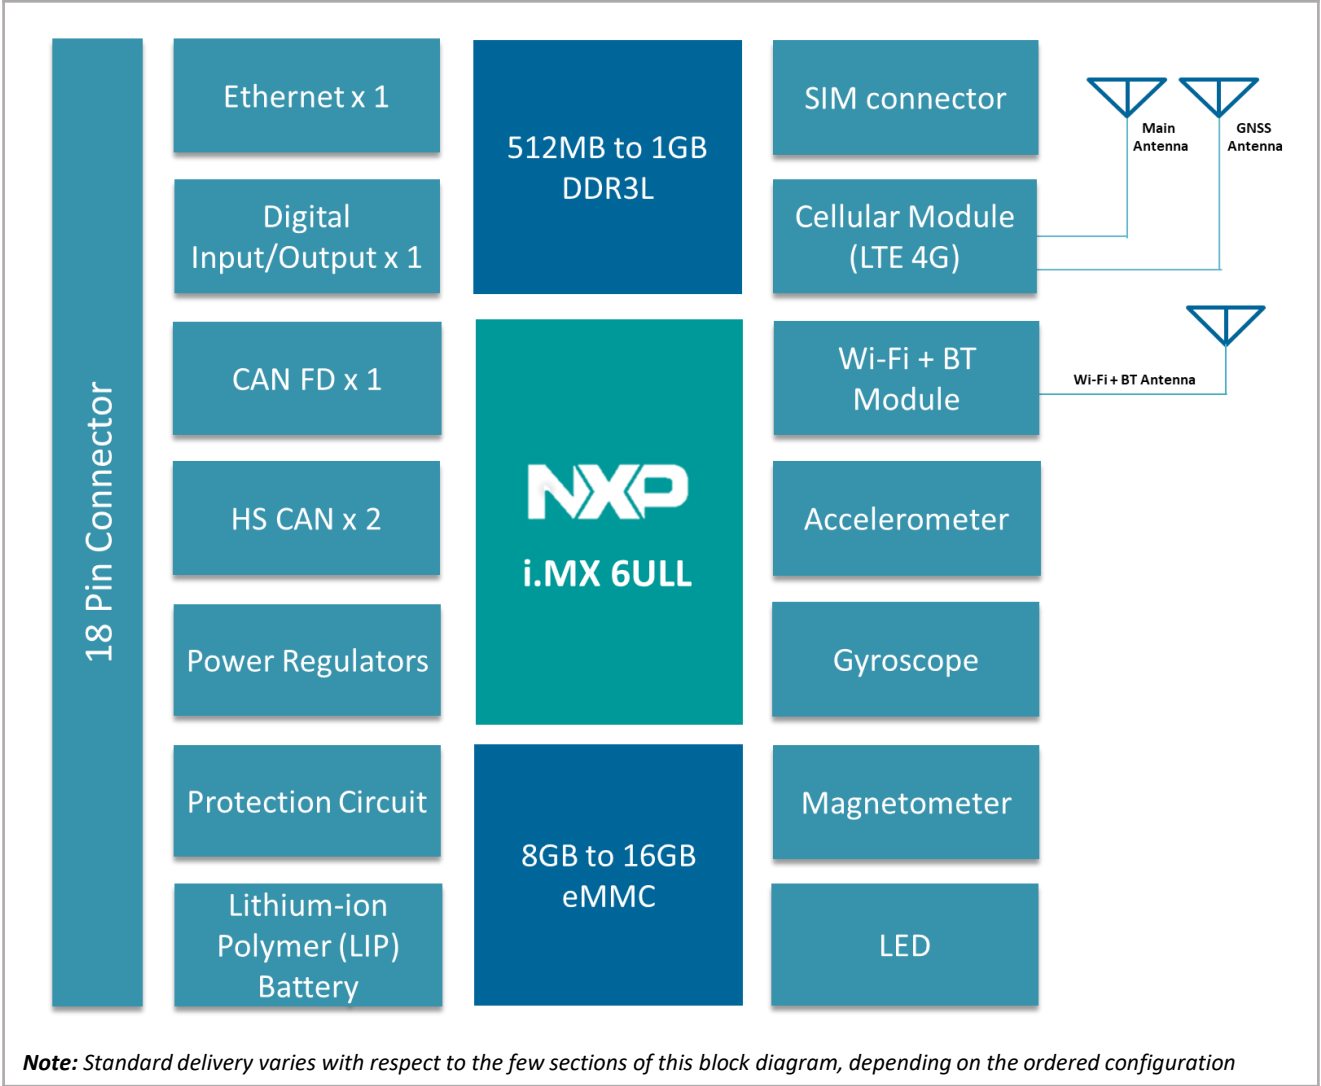 18 Pin Connector
Ethernet x 1
Digital
Input/Output x 1
CAN FD x 1
HS CAN x 2
Power Regulators
Protection Circuit
Lithium-ion
Polymer (LIP)
Battery
512MB to 1GB
DDR3L
NXP
i.MX 6ULL
8GB to 16GB
eMMC
SIM connector
Cellular Module
(LTE 4G)
Wi-Fi + BT
Module
Accelerometer
Gyroscope
Magnetometer
LED
Main
Antenna
GNSS
Antenna
Wi-Fi + BT Antenna
Note: Standard delivery varies with respect to the few sections of this block diagram, depending on the ordered configuration